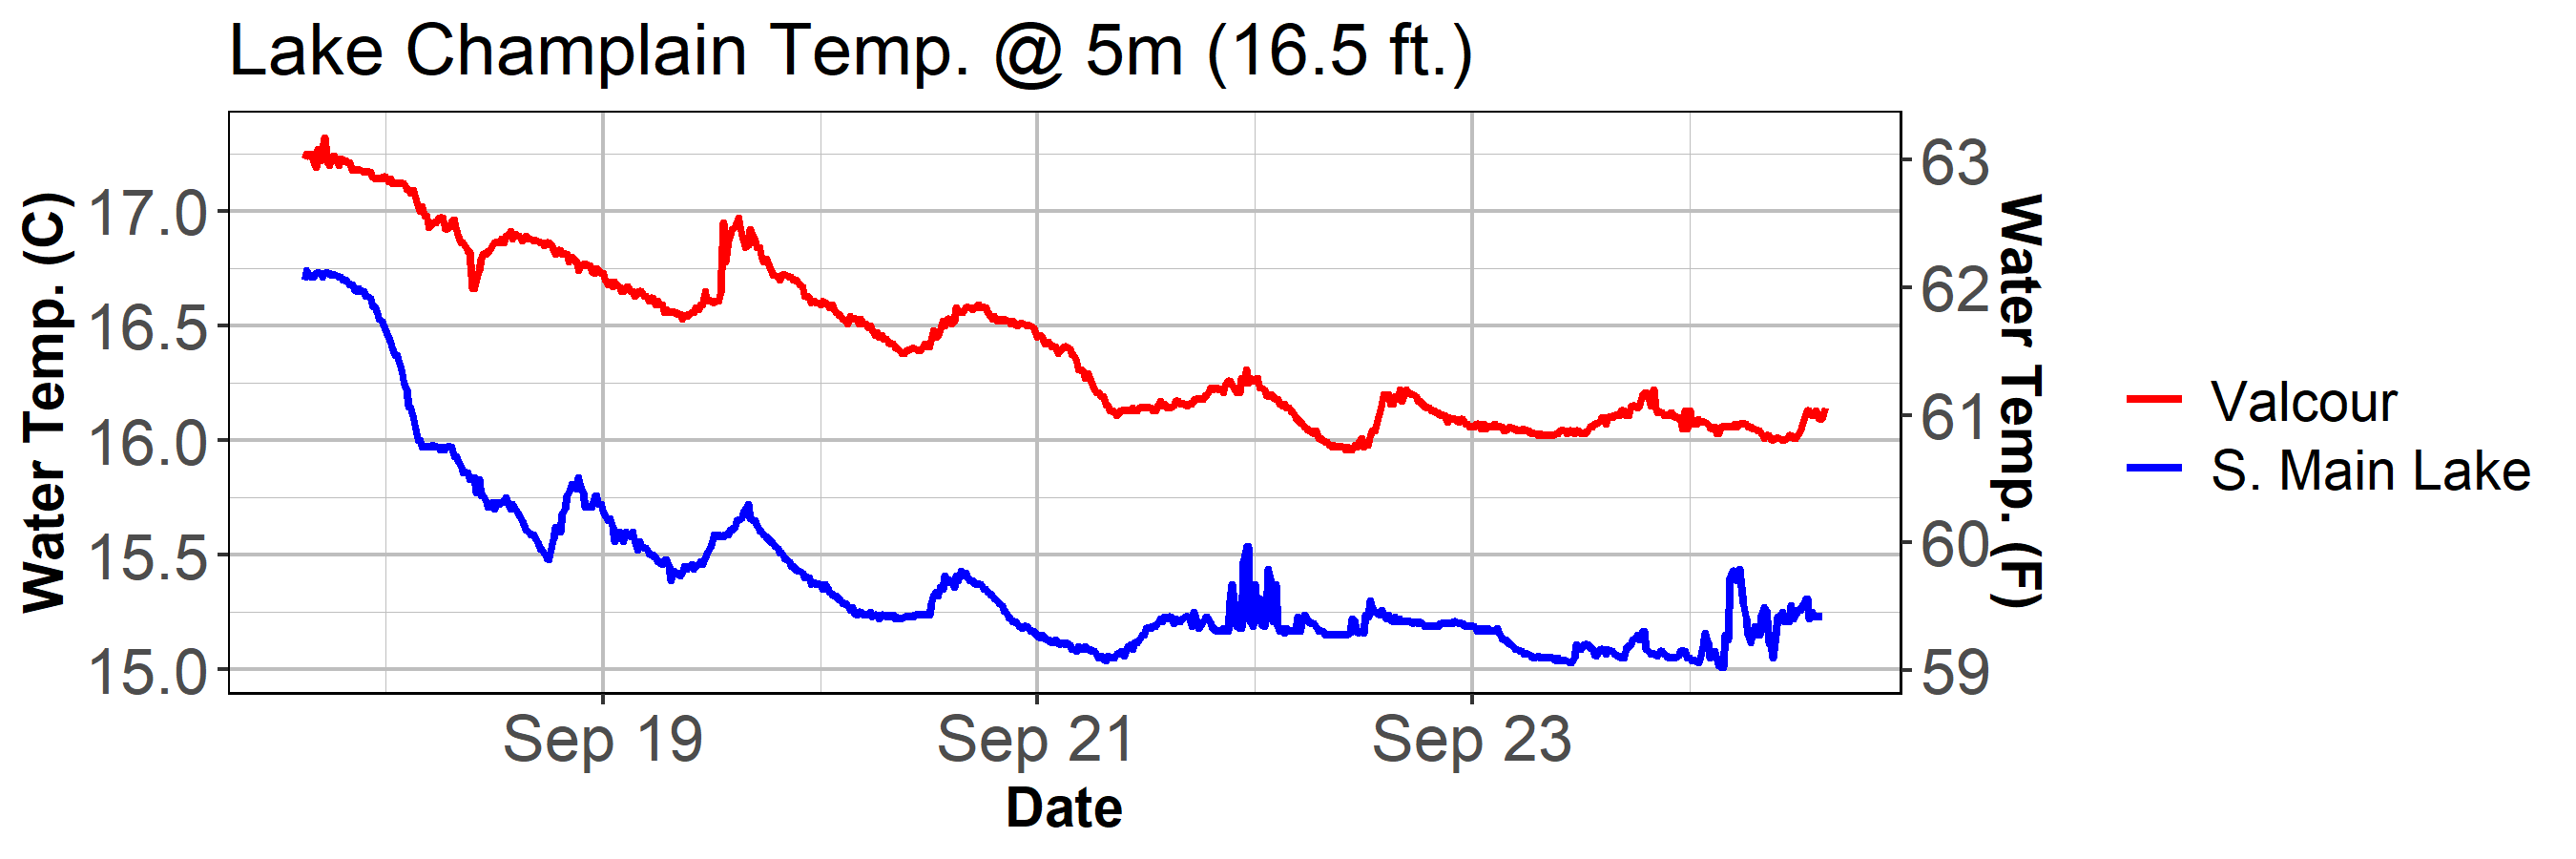 Lake Champlain Temp. @ 5m (16.5 ft.)
Water Temp. (C)
17.0
16.5
16.0
15.5
15.0
63
62
61
60
59
Water Temp. (F)
Sep 19
Sep 21
Sep 23
Date
Valcour
S. Main Lake